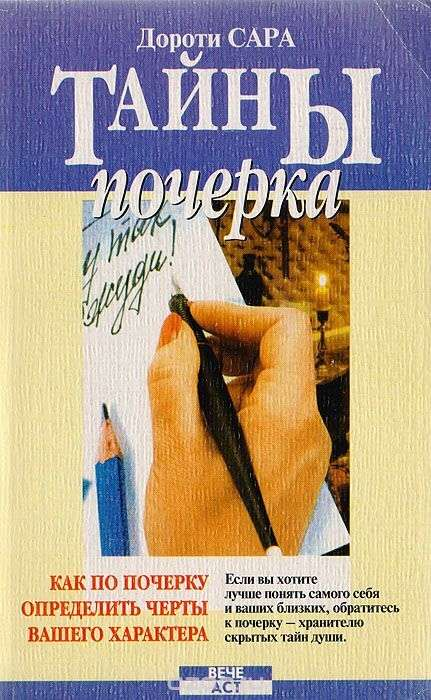 Дороти САРА
ТАЙНЫ
почерка
КАК ПО ПОЧЕРКУ
ОПРЕДЕЛИТЬ ЧЕРТЫ
ВАШЕГО ХАРАКТЕРА
Если вы хотите
лучше понять самого себя
и ваших близких, обратитесь
к почерку – хранителю
скрытых тайн души.
ВЕЧЕ
АСТ